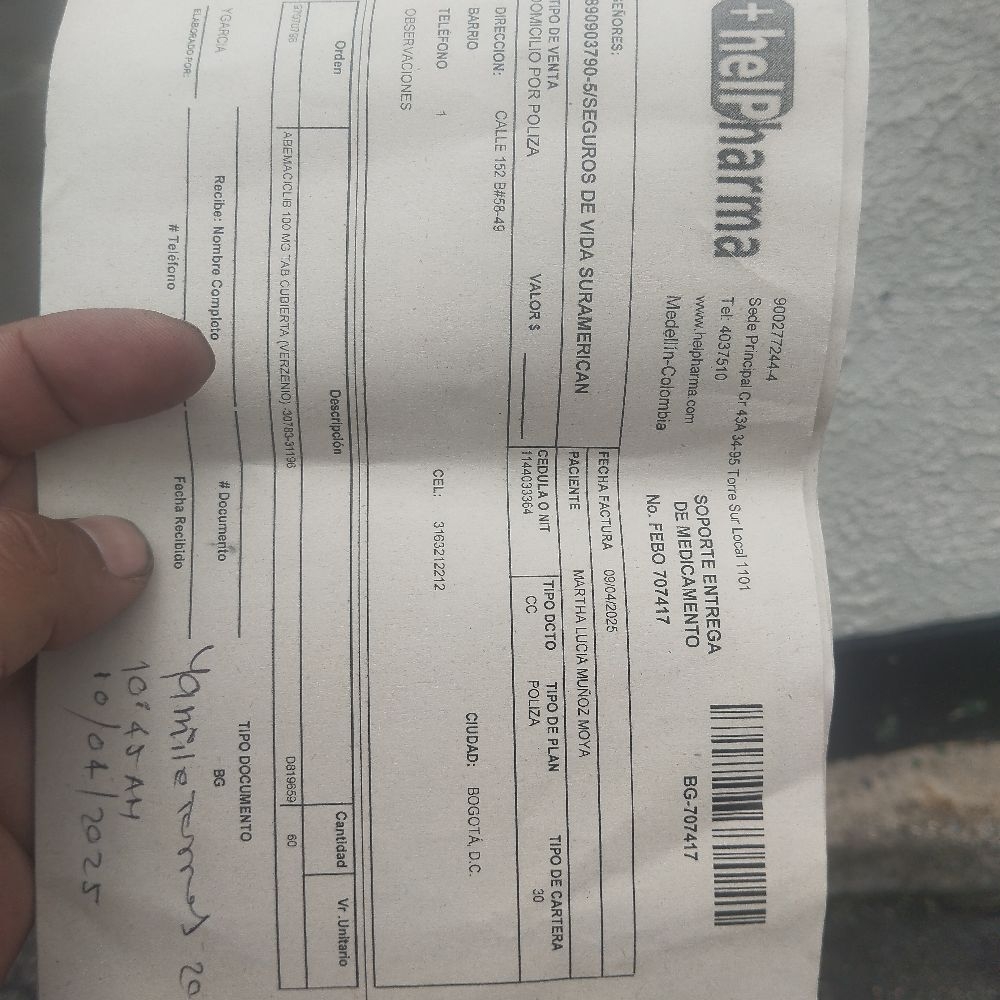 +helPharma
900277244-4
Sede Principal Cr 43A 34-95 Torre Sur Local 1101
Tel: 4037510
www.helpharma.com
Medellín-Colombia
SOPORTE ENTREGA
DE MEDICAMENTO
No. FEBO 707417
BG-707417
SEÑORES:
890903790-5/SEGUROS DE VIDA SURAMERICAN
FECHA FACTURA 09/04/2025
PACIENTE MARTHA LUCIA MUÑOZ MOYA
TIPO DE VENTA VALOR $
DOMICILIO POR POLIZA
CEDULA O NIT TIPO DCTO TIPO DE PLAN TIPO DE CARTERA
1144033364 CC POLIZA 30
DIRECCION: CALLE 152 B#58-49
BARRIO CIUDAD: BOGOTÁ, D.C.
TELÉFONO 1 CEL: 3163212212
OBSERVACIONES
Orden Descripción Cantidad Vr .Unitario
ABEMACICLIB 100 MG TAB CUBIERTA (VERZENIO) 30783-31196 D819659 60
TIPO DOCUMENTO
YGARCIA Recibe: Nombre Completo # Documento BG
ELABORADO POR: # Teléfono Fecha Recibido
10:45 AM
10/04/2025